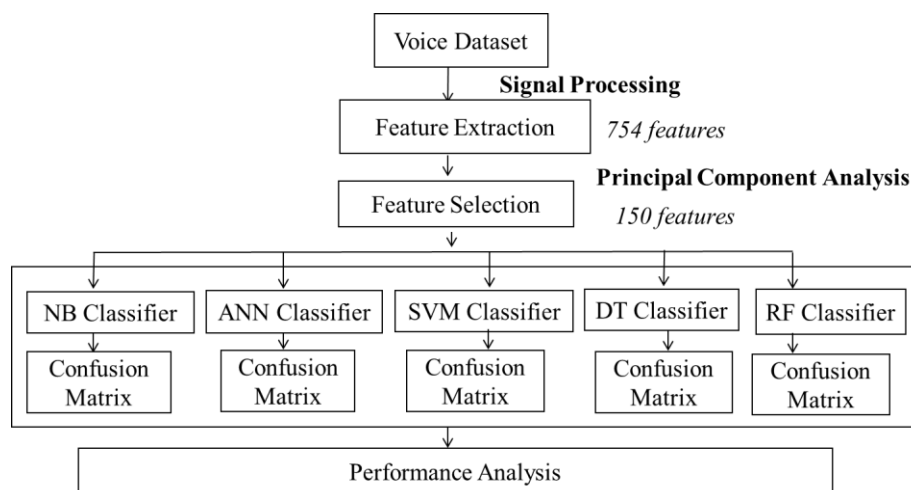 Voice Dataset
Signal Processing
Feature Extraction
754 features
Principal Component Analysis
Feature Selection
150 features
NB Classifier
ANN Classifier
SVM Classifier
DT Classifier
RF Classifier
Confusion
Matrix
Confusion
Matrix
Confusion
Matrix
Confusion
Matrix
Confusion
Matrix
Performance Analysis